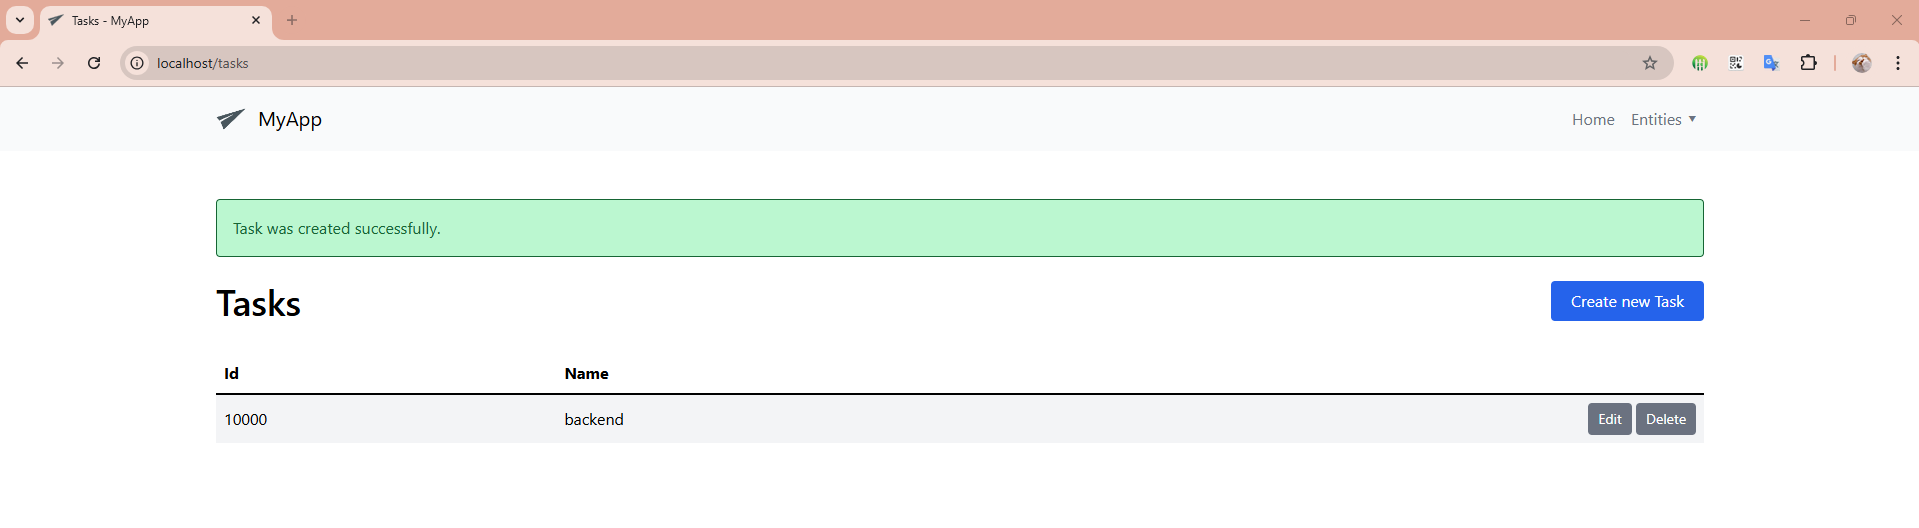 Tasks - MyApp
localhost/tasks
MyApp
Home Entities
Task was created successfully.
Tasks
Create new Task
Id Name
10000 backend Edit Delete